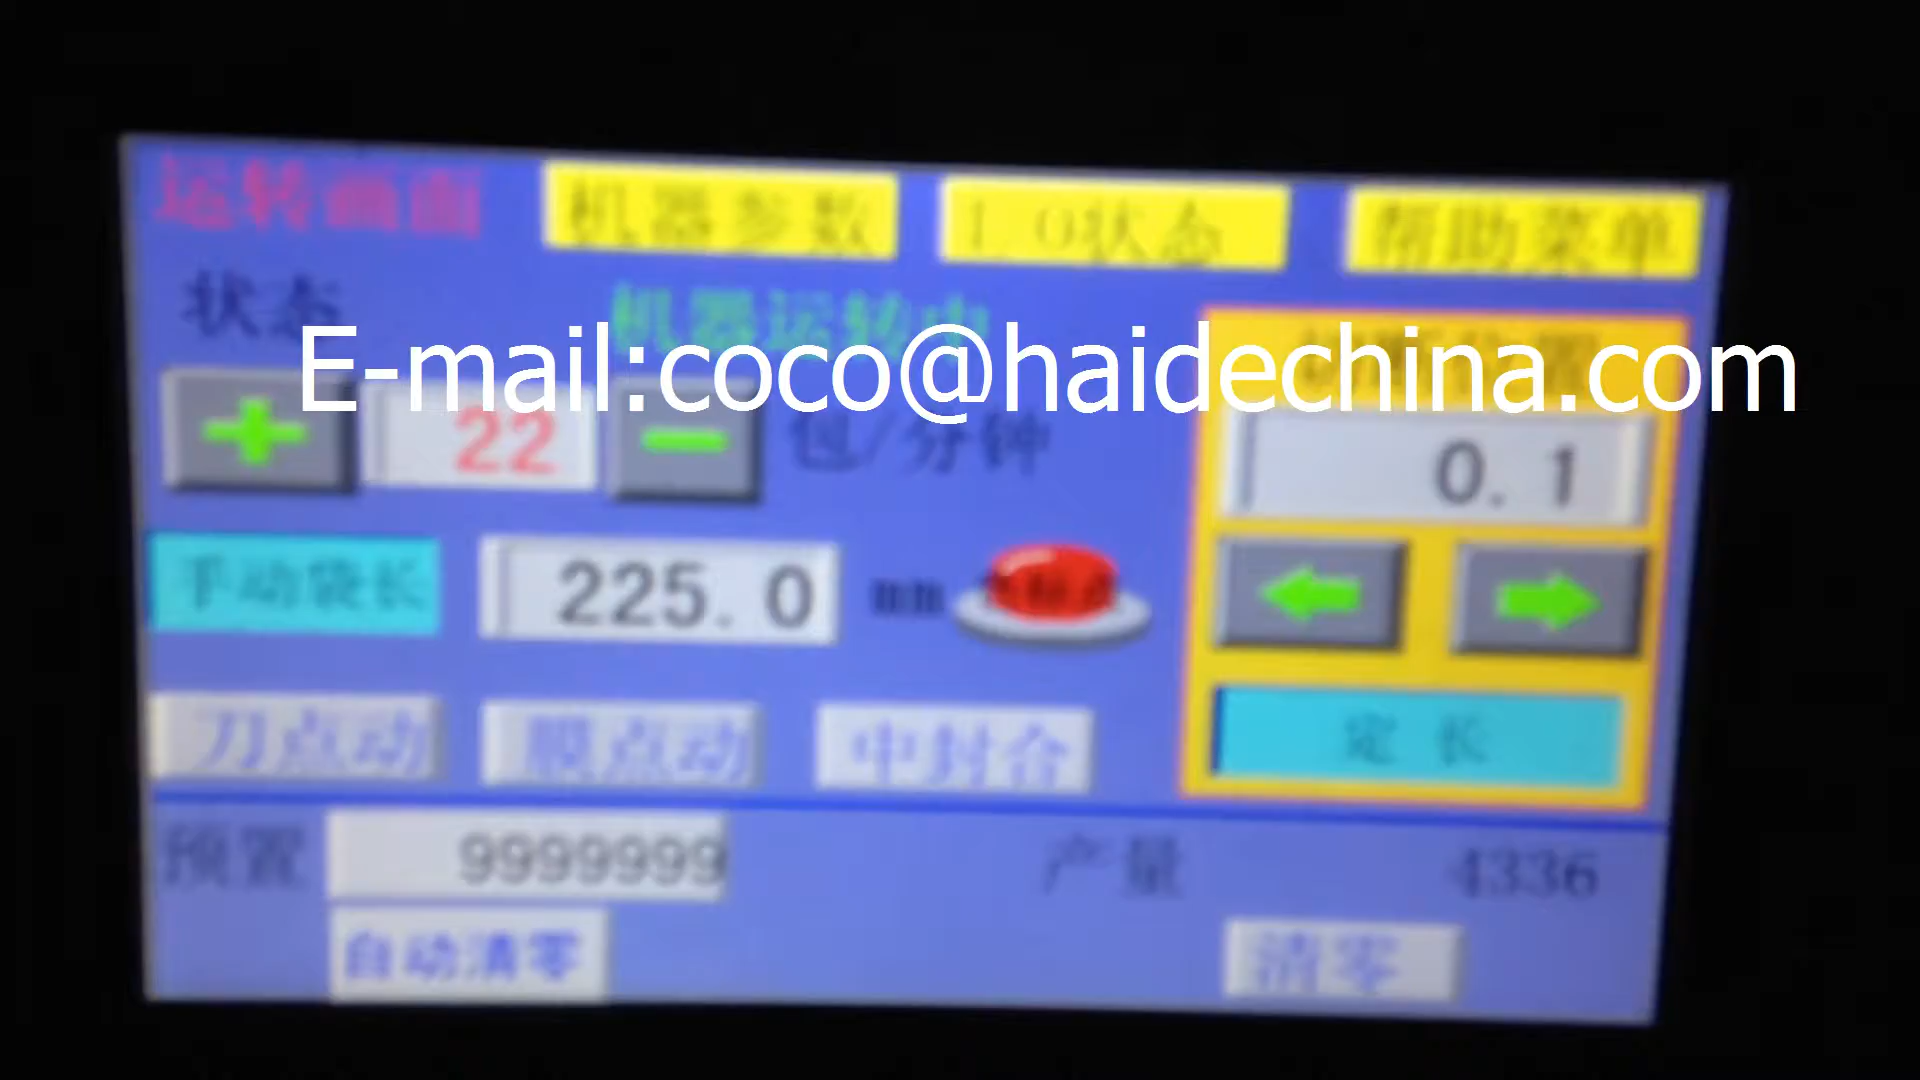 运转画面 机器参数 I O状态 帮助菜单
状态 机器运转中
E-mail:coco@haidechina.com
22 包/分钟
0.1
手动袋长 225.0 mm
刀点动 膜点动 中封合 定 长
预置 9999999 产量 4336
自动清零 清零